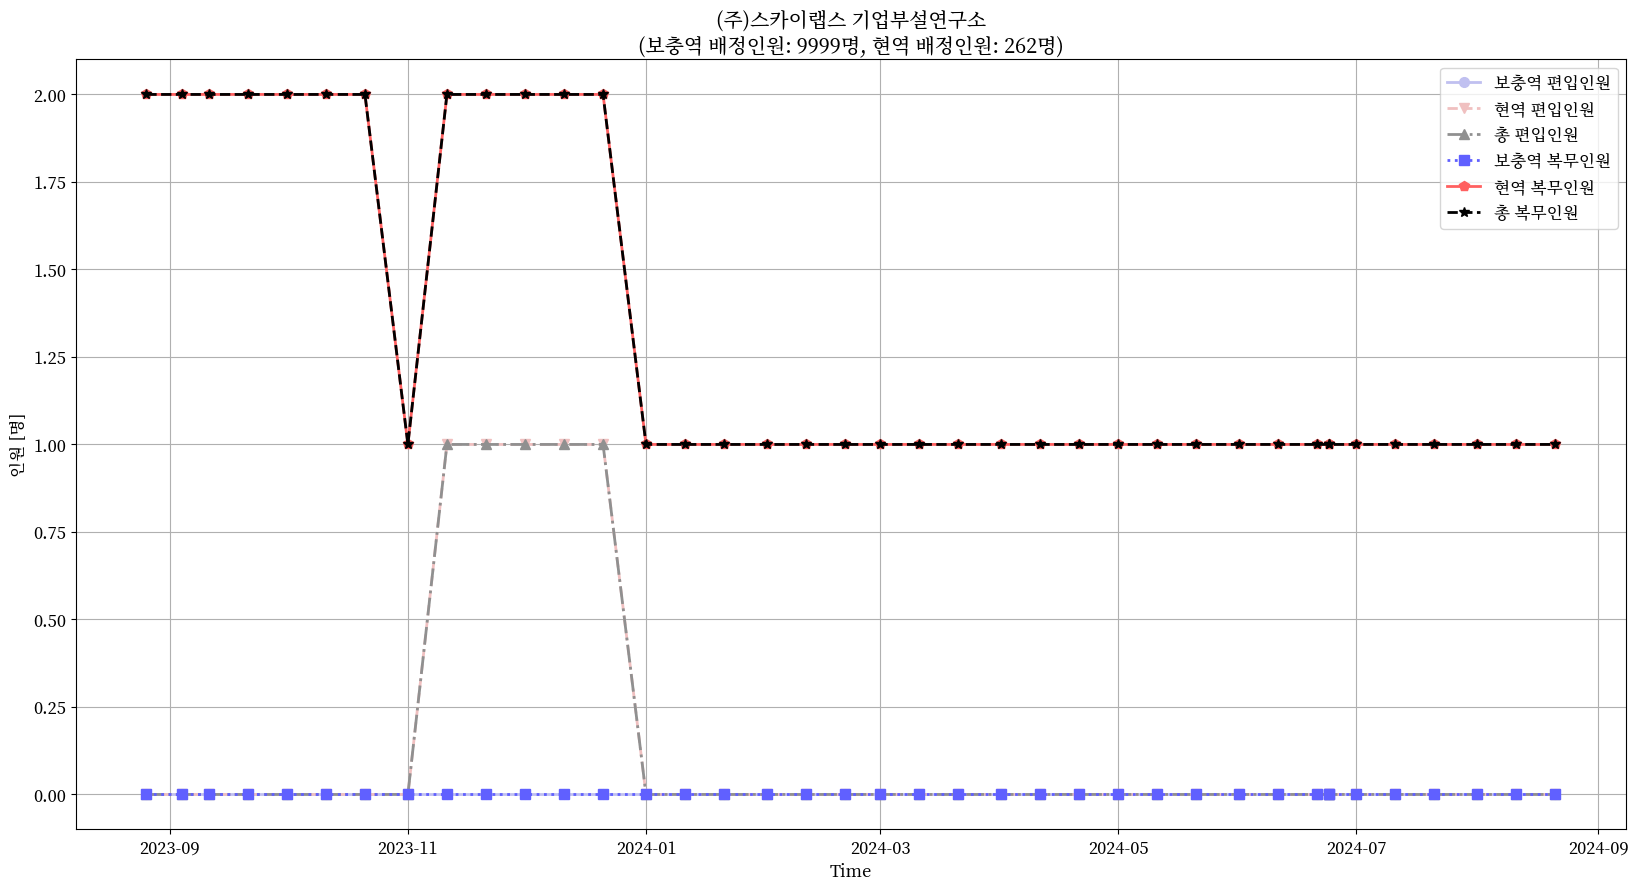 (주)스카이랩스 기업부설연구소
(보충역 배정인원: 9999명, 현역 배정인원: 262명)
보충역 편입인원
현역 편입인원
총 편입인원
보충역 복무인원
현역 복무인원
총 복무인원
인원 [명]
2.00
1.75
1.50
1.25
1.00
0.75
0.50
0.25
0.00
2023-09
2023-11
2024-01
2024-03
2024-05
2024-07
2024-09
Time